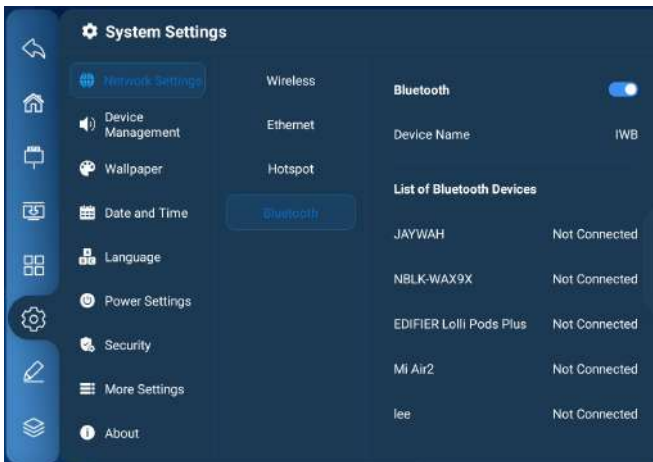 System Settings
Network Settings
Device
Management
Wallpaper
Date and Time
Language
Power Settings
Security
More Settings
About
Wireless
Ethernet
Hotspot
Bluetooth
Bluetooth
Device Name IWB
List of Bluetooth Devices
JAYWAH Not Connected
NBLK-WAX9X Not Connected
EDIFIER Lolli Pods Plus Not Connected
Mi Air2 Not Connected
lee Not Connected